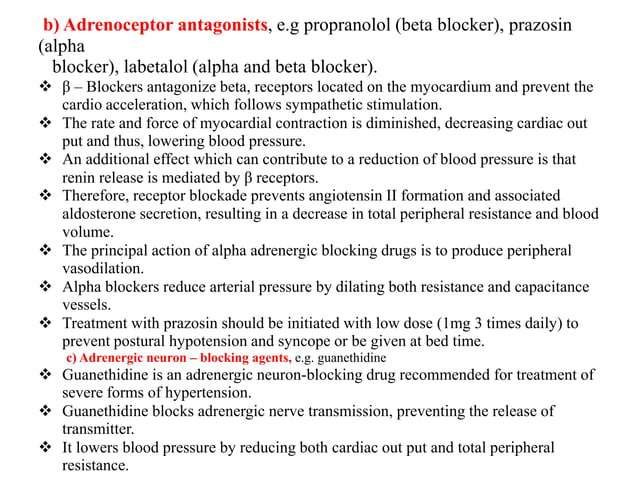 b) Adrenoceptor antagonists, e.g propranolol (beta blocker), prazosin
(alpha
blocker), labetalol (alpha and beta blocker).
❖ β – Blockers antagonize beta, receptors located on the myocardium and prevent the
cardio acceleration, which follows sympathetic stimulation.
❖ The rate and force of myocardial contraction is diminished, decreasing cardiac out
put and thus, lowering blood pressure.
❖ An additional effect which can contribute to a reduction of blood pressure is that
renin release is mediated by β receptors.
❖ Therefore, receptor blockade prevents angiotensin II formation and associated
aldosterone secretion, resulting in a decrease in total peripheral resistance and blood
volume.
❖ The principal action of alpha adrenergic blocking drugs is to produce peripheral
vasodilation.
❖ Alpha blockers reduce arterial pressure by dilating both resistance and capacitance
vessels.
❖ Treatment with prazosin should be initiated with low dose (1mg 3 times daily) to
prevent postural hypotension and syncope or be given at bed time.
c) Adrenergic neuron – blocking agents, e.g. guanethidine
❖ Guanethidine is an adrenergic neuron-blocking drug recommended for treatment of
severe forms of hypertension.
❖ Guanethidine blocks adrenergic nerve transmission, preventing the release of
transmitter.
❖ It lowers blood pressure by reducing both cardiac out put and total peripheral
resistance.